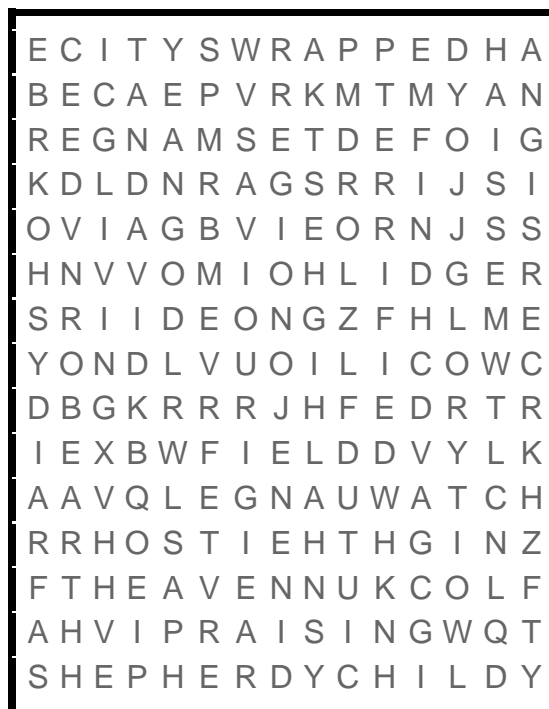 E C I T Y S W R A P P E D H A
B E C A E P V R K M T M Y A N
R E G N A M S E T D E F O I G
K D L D N R A G S R R I J S I
O V I A G B V I E O R N J S S
H N V V O M I O H L I D G E R
S R I I D E O N G Z F H L M E
Y O N D L V U O I L I C O W C
D B G K R R R J H F E D R T R
I E X B W F I E L D D V Y L K
A A V Q L E G N A U W A T C H
R R H O S T I E H T H G I N Z
F T H E A V E N N U K C O L F
A H V I P R A I S I N G W Q T
S H E P H E R D Y C H I L D Y